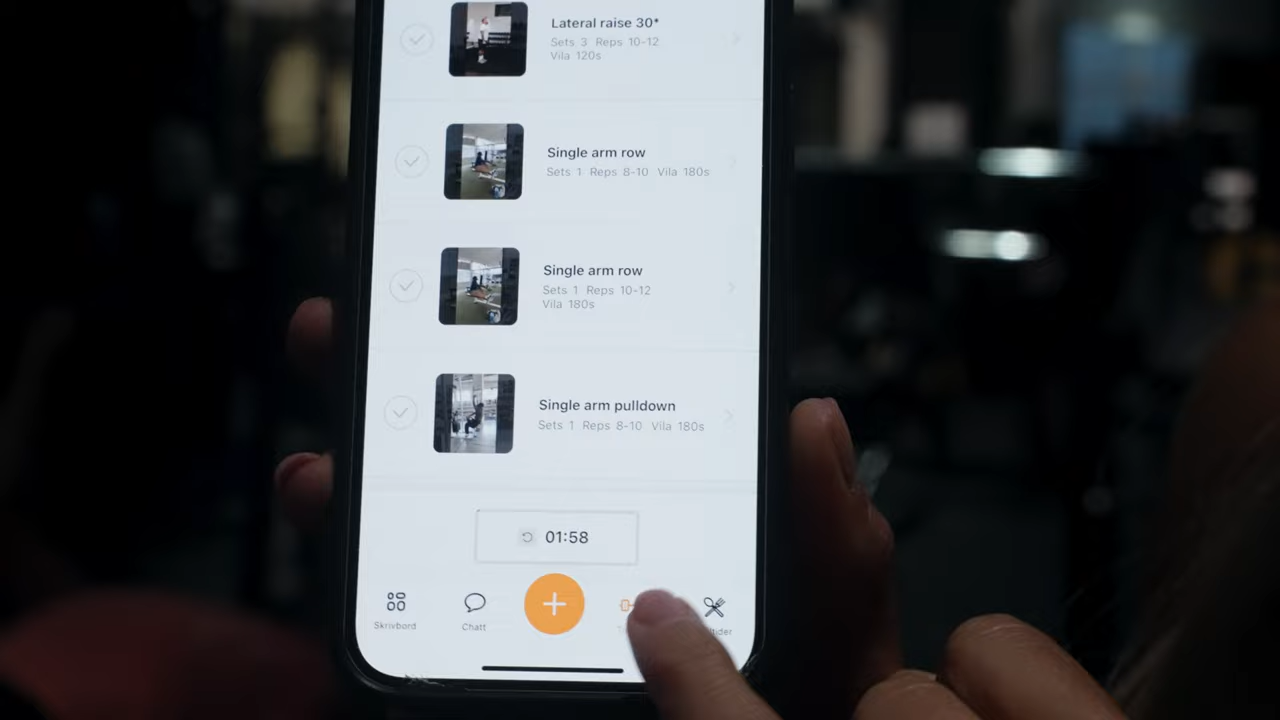 Lateral raise 30*
Sets 3 Reps 10-12
Vila 120s
Single arm row
Sets 1 Reps 8-10 Vila 180s
Single arm row
Sets 1 Reps 10-12
Vila 180s
Single arm pulldown
Sets 1 Reps 8-10 Vila 180s
01:58
Skrivbord
Chatt